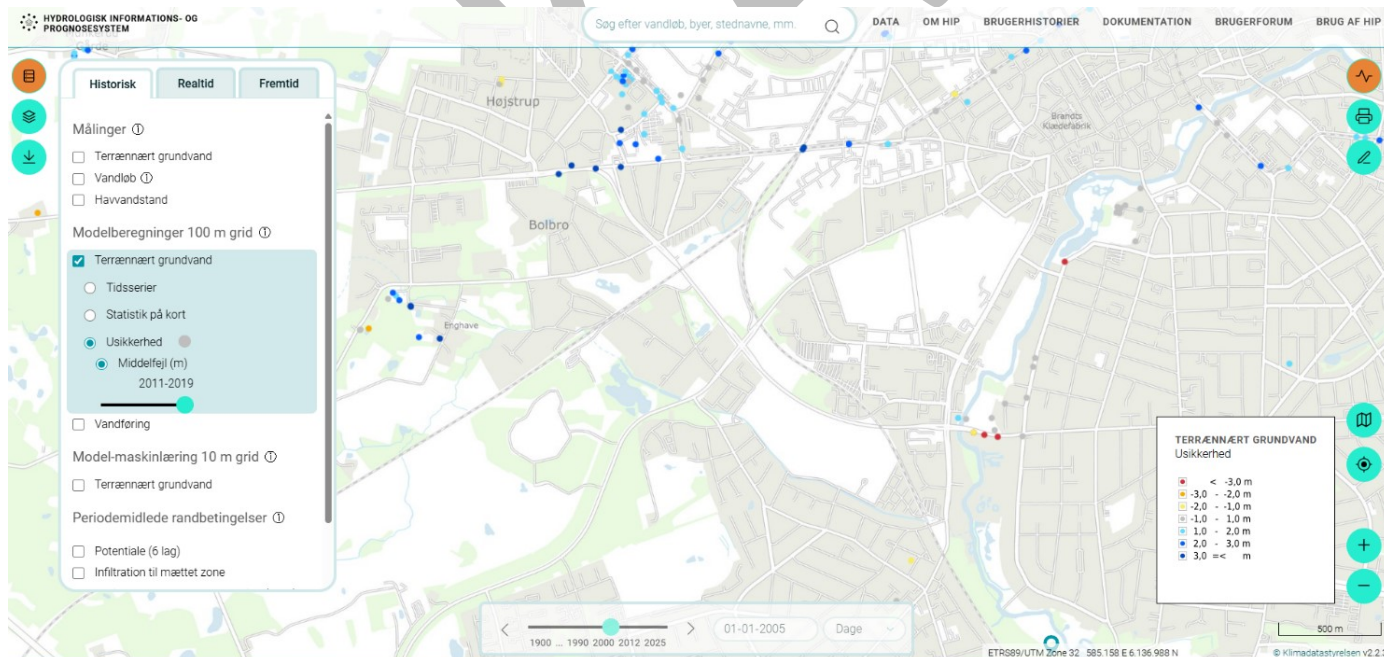 HYDROLOGISK INFORMATIONS- OG
PROGNOSESYSTEM
Søg efter vandløb, byer, stednavne, mm.
DATA
OM HIP
BRUGERHISTORIER
DOKUMENTATION
BRUGERFORUM
BRUG AF HIP
Historisk
Realtid
Fremtid
Målinger
Terrænnært grundvand
Vandløb
Havvandstand
Modelberegninger 100 m grid
Terrænnært grundvand
Tidsserier
Statistik på kort
Usikkerhed
Middelfejl (m)
2011-2019
Vandføring
Model-maskinlæring 10 m grid
Terrænnært grundvand
Periodemidlede randbetingelser
Potentiale (6 lag)
Infiltration til mættet zone
Højstrup
Bolbro
Enghave
Brandts
Klædefabrik
TERRÆNNÆRT GRUNDVAND
Usikkerhed
< -3,0 m
-3,0 - -2,0 m
-2,0 - -1,0 m
-1,0 - 1,0 m
1,0 - 2,0 m
2,0 - 3,0 m
3,0 =< m
1900 ... 1990 2000 2012 2025
01-01-2005
Dage
500 m
ETRS89/UTM Zone 32 585.158 E 6.136.988 N
© Klimadatastyrelsen v2.2.